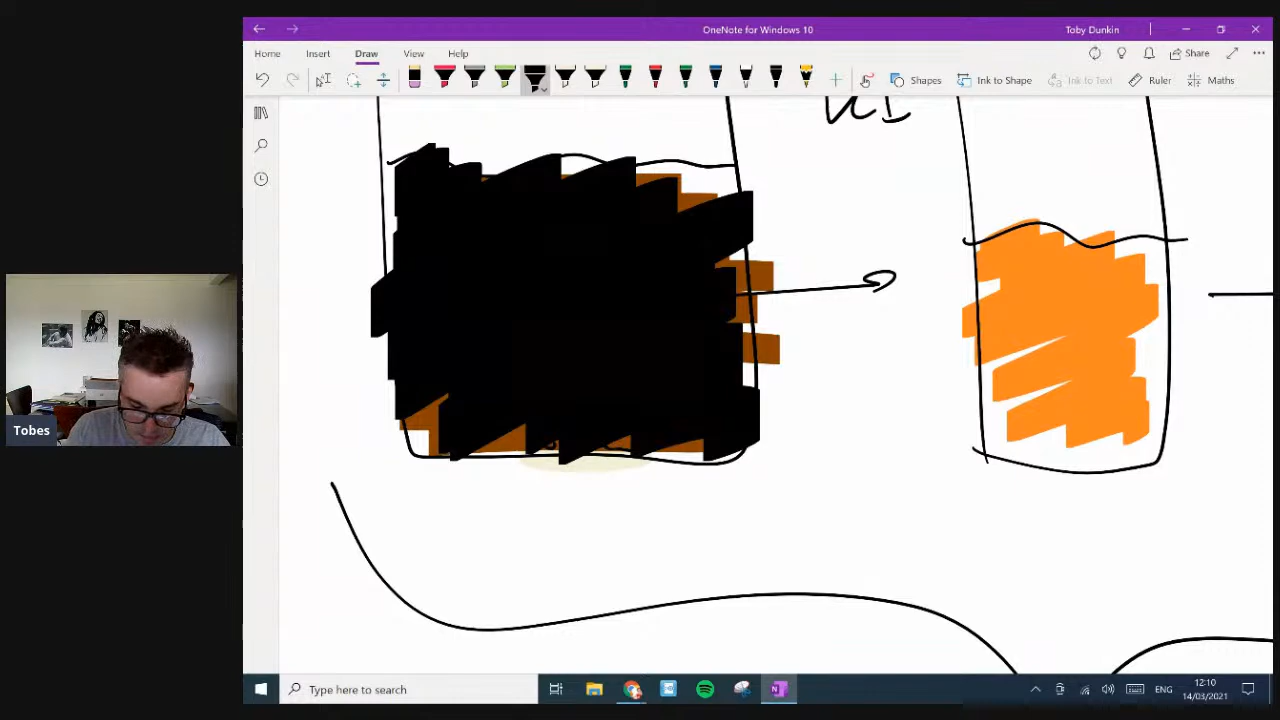 OneNote for Windows 10
Toby Dunkin
Home Insert Draw View Help
Share
Shapes Ink to Shape Ink to Text Ruler Maths
KI
Tobes
Type here to search
ENG
12:10
14/03/2021